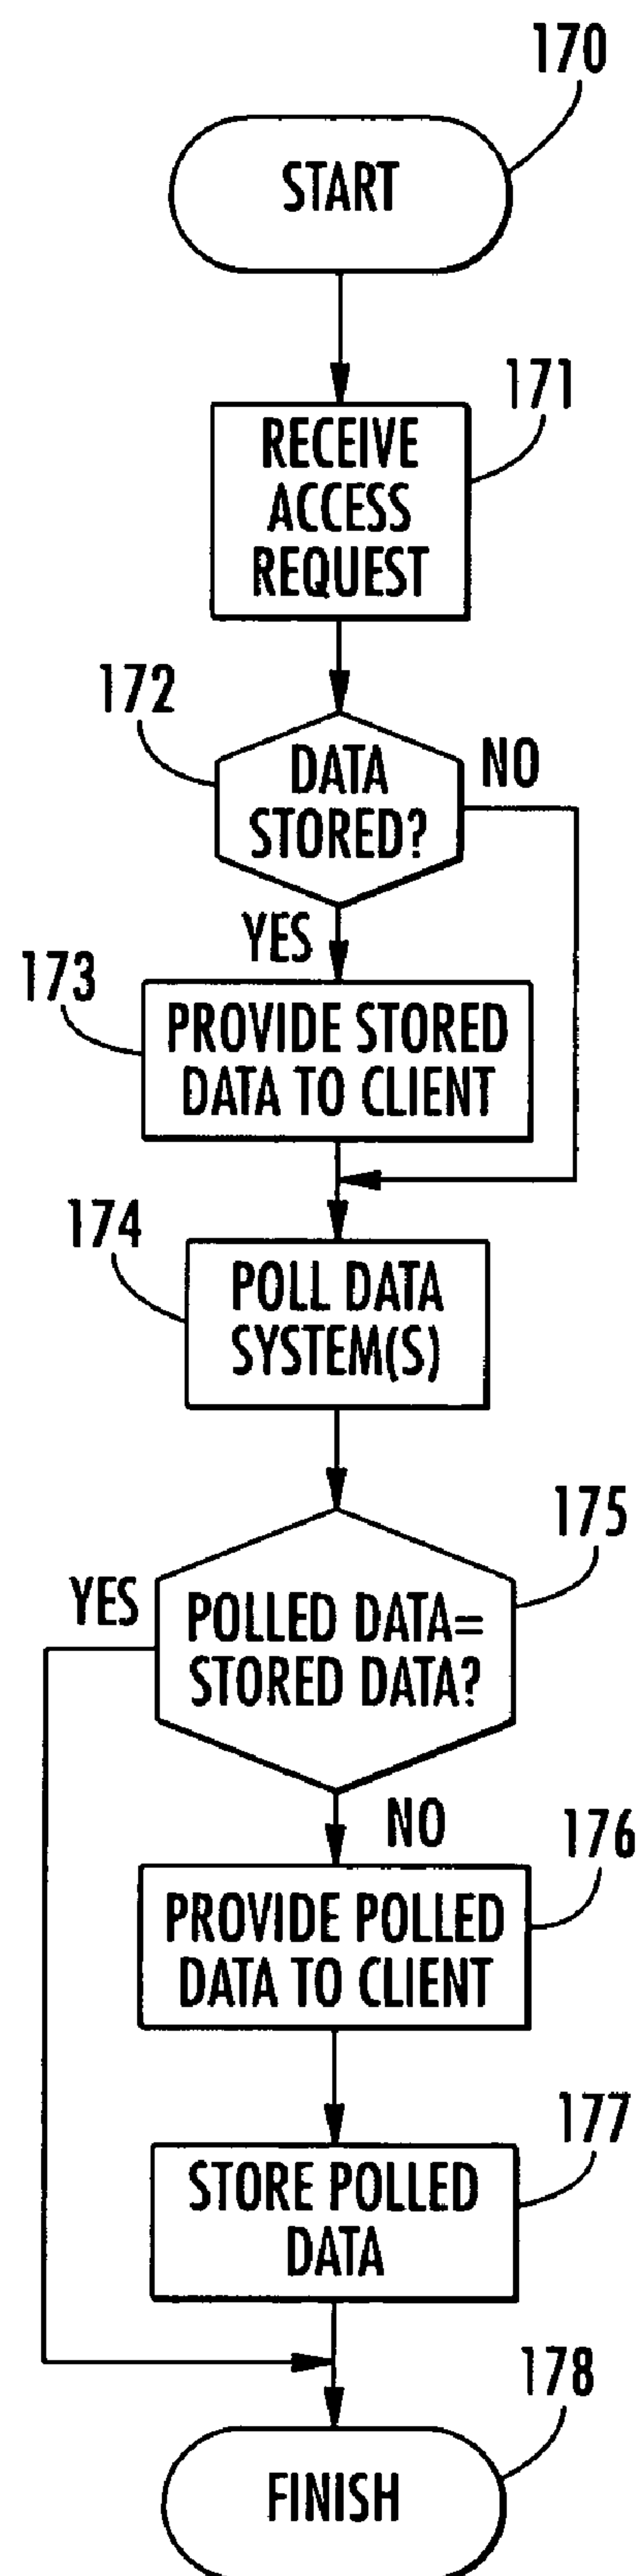 170
START
171
RECEIVE
ACCESS
REQUEST
172
DATA
STORED?
NO
YES
173
PROVIDE STORED
DATA TO CLIENT
174
POLL DATA
SYSTEM(S)
175
YES
POLLED DATA=
STORED DATA?
NO
176
PROVIDE POLLED
DATA TO CLIENT
177
STORE POLLED
DATA
178
FINISH